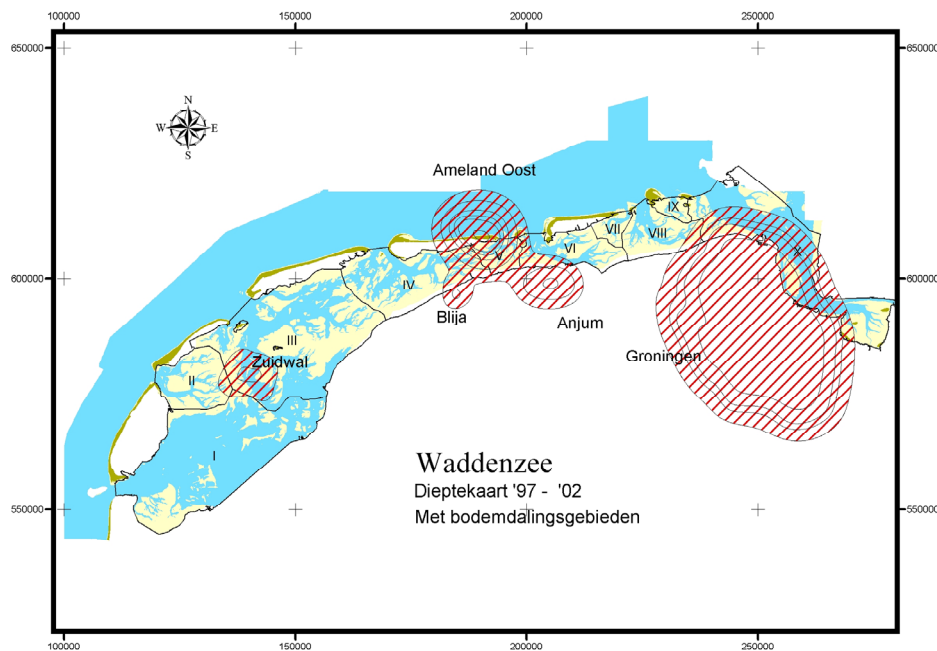 100000 150000 200000 250000
650000 650000
N
W E
S
Ameland Oost
IX
VII
VIII
VI
V
X
600000 600000
IV
Blija
Anjum
III
Groningen
Zuidwal
II
I
Waddenzee
Dieptekaart '97 - '02
Met bodemdalingsgebieden
550000 550000
100000 150000 200000 250000